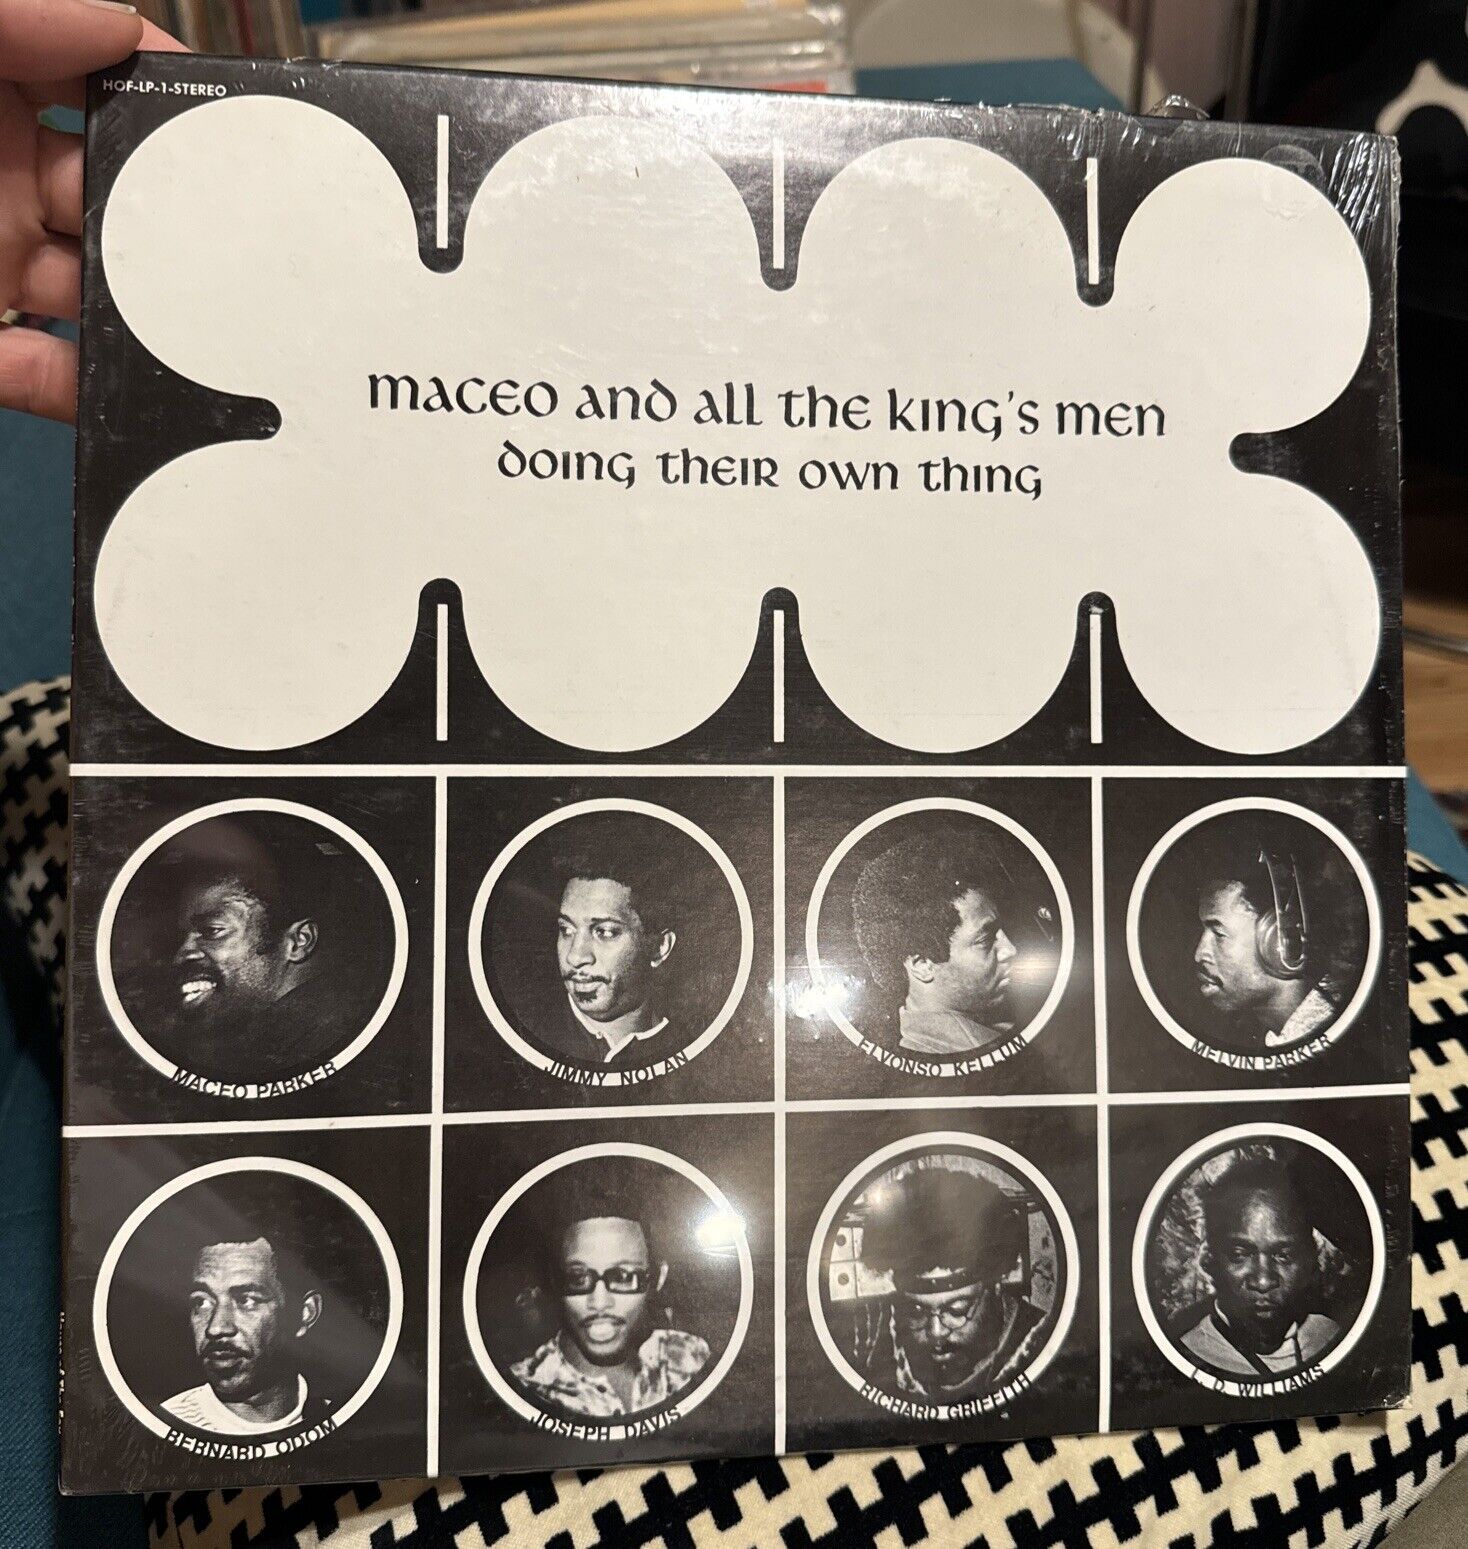 HOF-LP-1-STEREO
maceo and all the king's men
doing their own thing
MACEO PARKER
JIMMY NOLAN
ELVONSO KELLUM
MELVIN PARKER
BERNARD ODOM
JOSEPH DAVIS
RICHARD GRIFFITH
L. D. WILLIAMS